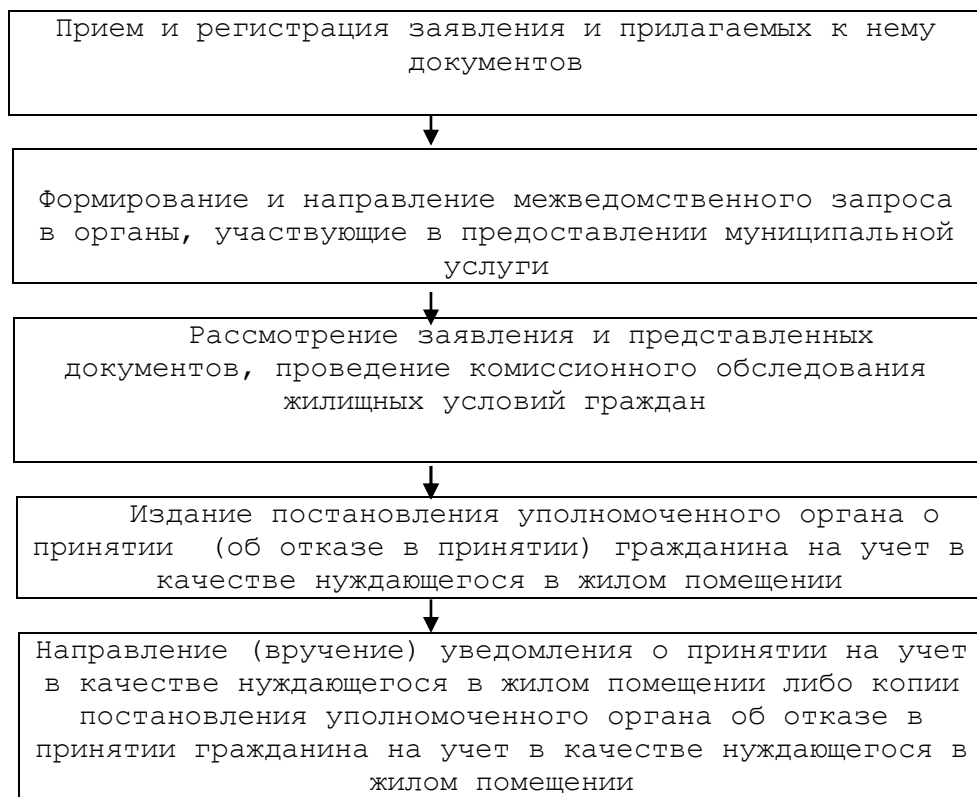 Прием и регистрация заявления и прилагаемых к нему
документов
Формирование и направление межведомственного запроса
в органы, участвующие в предоставлении муниципальной
услуги
Рассмотрение заявления и представленных
документов, проведение комиссионного обследования
жилищных условий граждан
Издание постановления уполномоченного органа о
принятии (об отказе в принятии) гражданина на учет в
качестве нуждающегося в жилом помещении
Направление (вручение) уведомления о принятии на учет
в качестве нуждающегося в жилом помещении либо копии
постановления уполномоченного органа об отказе в
принятии гражданина на учет в качестве нуждающегося в
жилом помещении